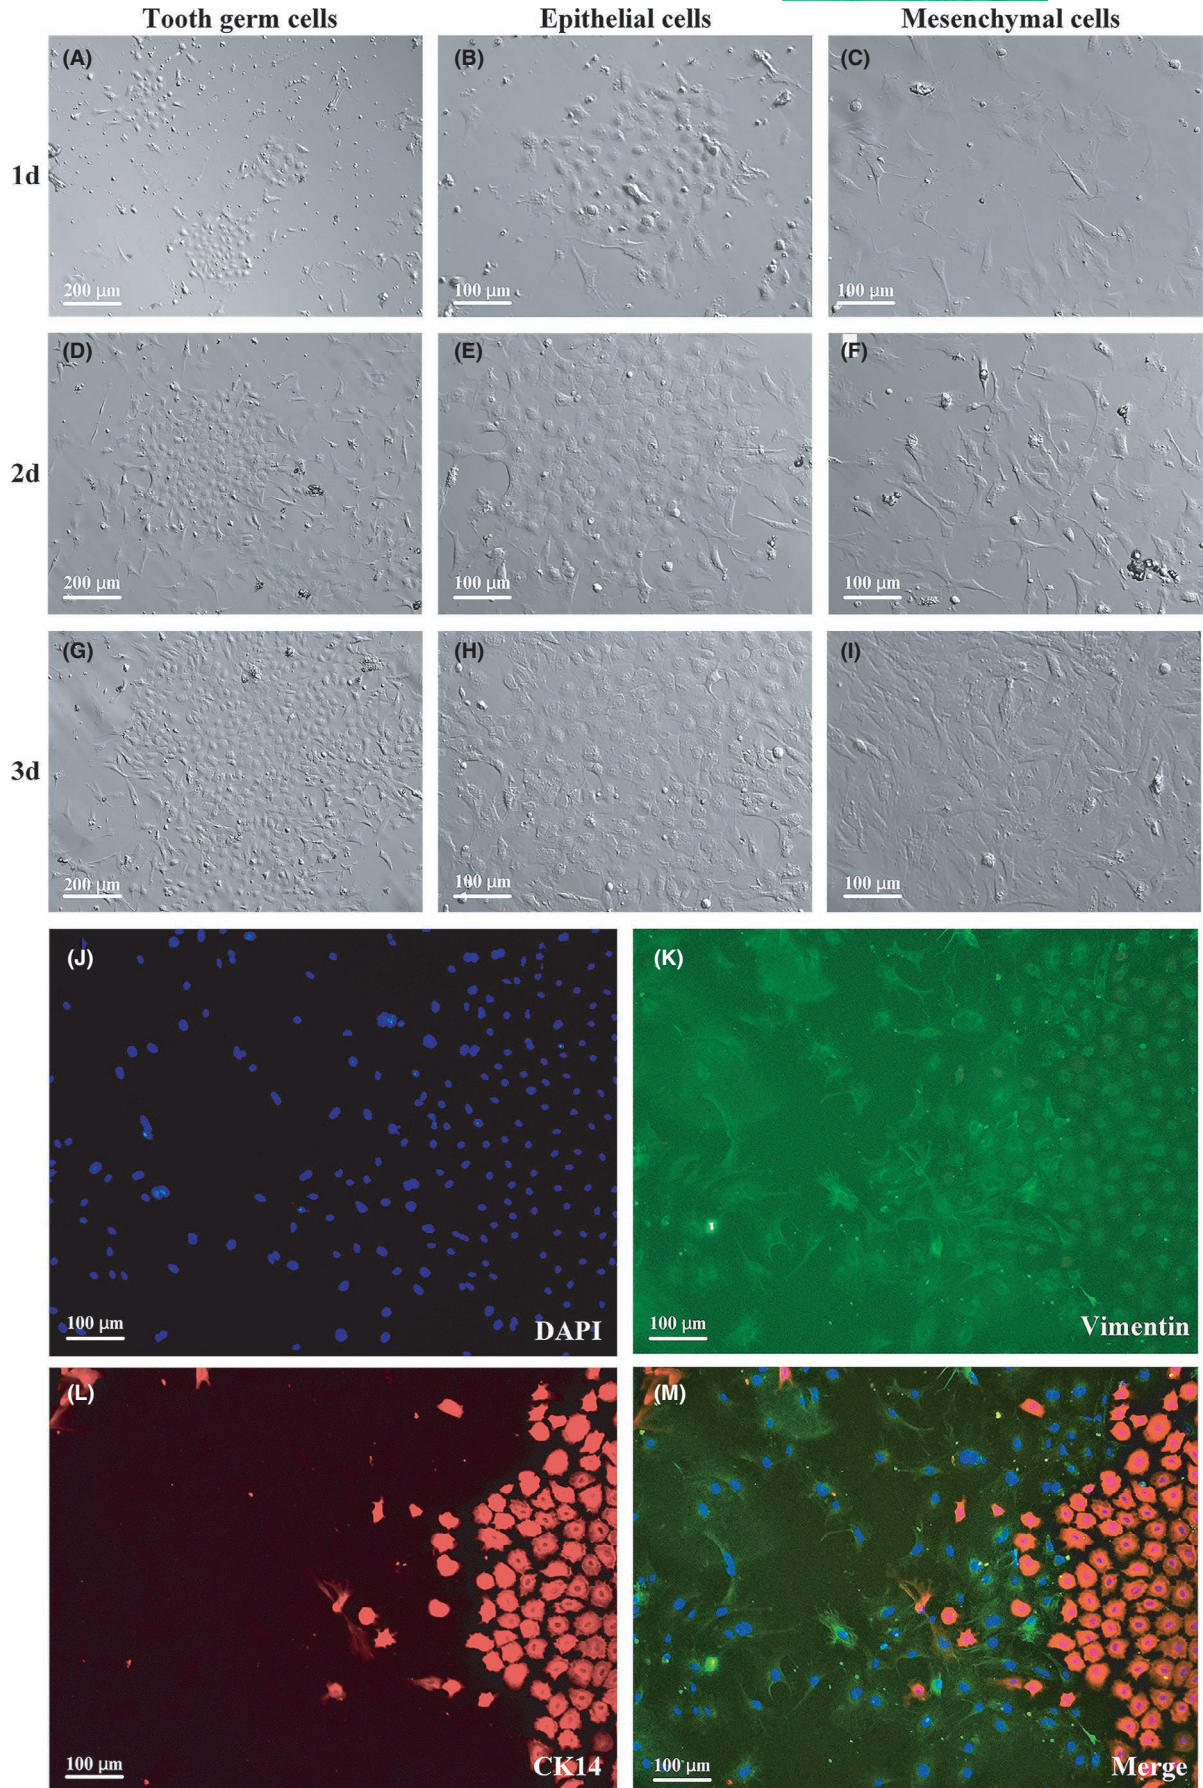 Tooth germ cells Epithelial cells Mesenchymal cells
(A) (B) (C)
1d
200 µm 100 µm 100 µm
(D) (E) (F)
2d
200 µm 100 µm 100 µm
(G) (H) (I)
3d
200 µm 100 µm 100 µm
(J) (K)
100 µm DAPI 100 µm Vimentin
(L) (M)
100 µm CK14 100 µm Merge